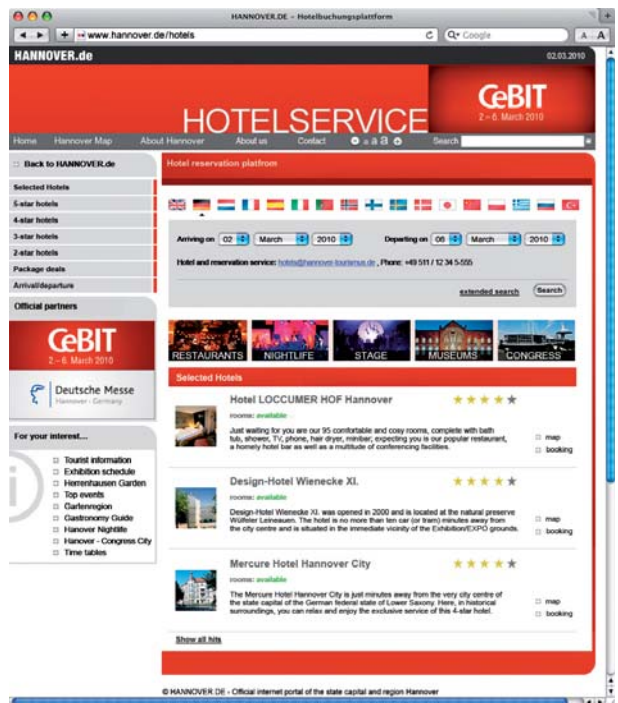 HANNOVER.DE - Hotelbuchungsplattform
www.hannover.de/hotels
Google
A A
HANNOVER.de
02.03.2010
HOTELSERVICE
CeBIT
2. – 6. March 2010
Home Hannover Map About Hannover About us Contact a a a Search
Back to HANNOVER.de
Selected Hotels
5-star hotels
4-star hotels
3-star hotels
2-star hotels
Package deals
Arrival/departure
Official partners
CeBIT
2. – 6. March 2010
Deutsche Messe
Hannover - Germany
For your interest...
Tourist information
Exhibition schedule
Herrenhausen Garden
Top events
Gartenregion
Gastronomy Guide
Hanover Nightlife
Hanover - Congress City
Time tables
Hotel reservation platfrom
Arriving on 02 March 2010 Departing on 06 March 2010
Hotel and reservation service: hotels@hannover-tourismus.de , Phone: +49 511 / 12 34 5-555
extended search Search
RESTAURANTS NIGHTLIFE STAGE MUSEUMS CONGRESS
Selected Hotels
Hotel LOCCUMER HOF Hannover
rooms: available
Just waiting for you are our 95 comfortable and cosy rooms, complete with bath
tub, shower, TV, phone, hair dryer, minibar; expecting you is our popular restaurant,
a homely hotel bar as well as a multitude of conferencing facilities.
map
booking
Design-Hotel Wienecke XI.
rooms: available
Design-Hotel Wienecke XI. was opened in 2000 and is located at the natural preserve
Wülfeler Leineauen. The hotel is no more than ten car (or tram) minutes away from
the city centre and is situated in the immediate vicinity of the Exhibition/EXPO grounds.
map
booking
Mercure Hotel Hannover City
rooms: available
The Mercure Hotel Hannover City is just minutes away from the very city centre of
the state capital of the German federal state of Lower Saxony. Here, in historical
surroundings, you can relax and enjoy the exclusive service of this 4-star hotel.
map
booking
Show all hits
© HANNOVER.DE - Official internet portal of the state capital and region Hannover